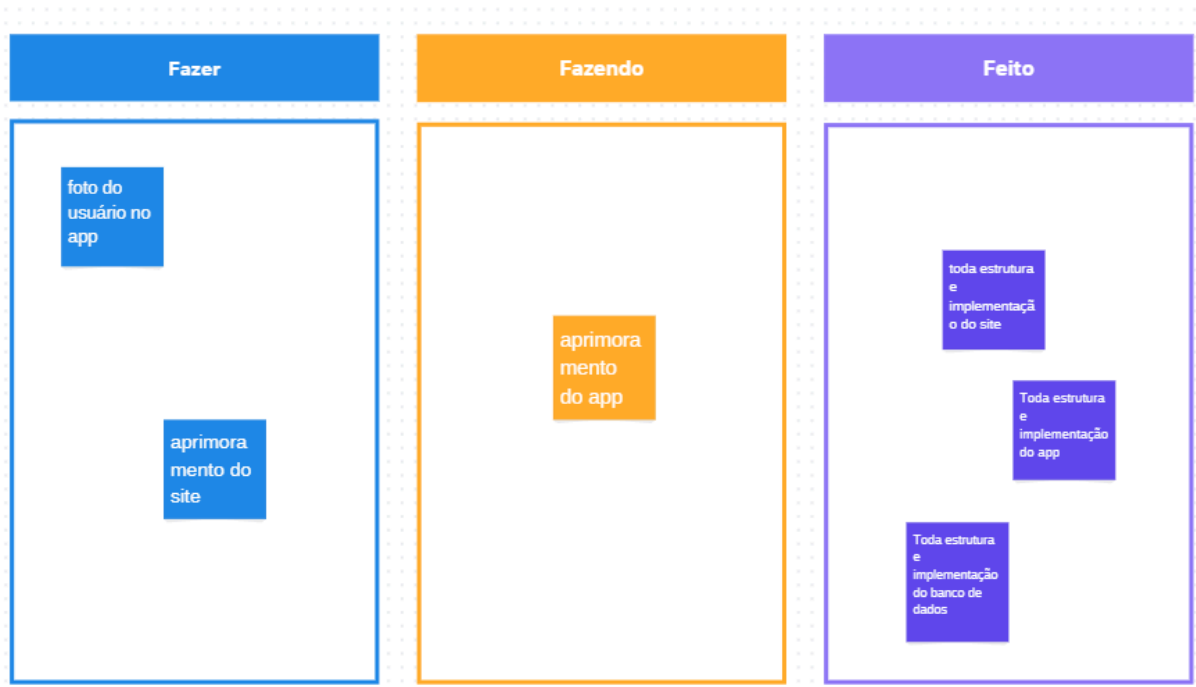 Fazer
foto do
usuário no
app
aprimora
mento do
site
Fazendo
aprimora
mento
do app
Feito
toda estrutura
e
implementaçã
o do site
Toda estrutura
e
implementação
do app
Toda estrutura
e
implementação
do banco de
dados